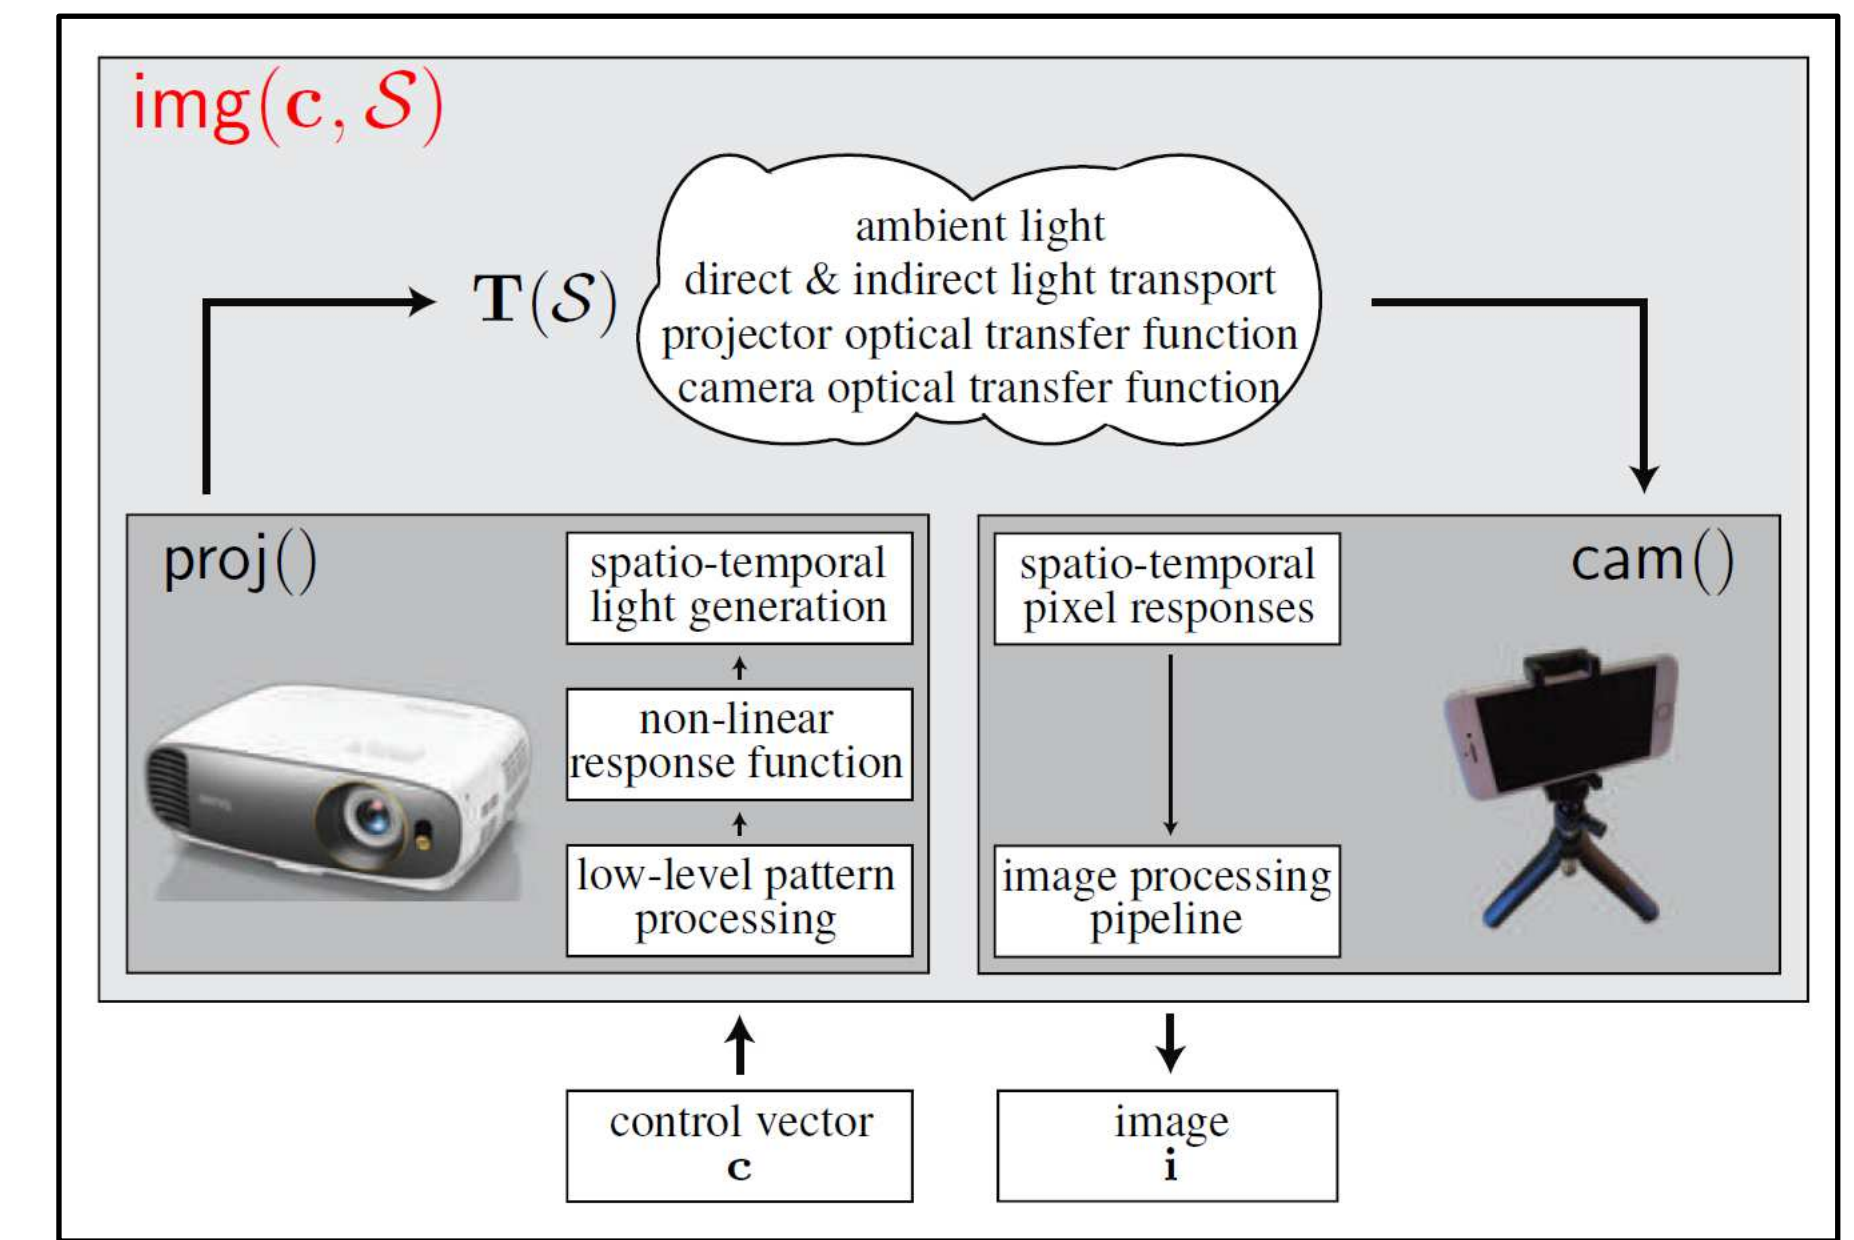 img(c, 𝒮)
T(𝒮)
ambient light
direct & indirect light transport
projector optical transfer function
camera optical transfer function
proj()
spatio-temporal
light generation
non-linear
response function
low-level pattern
processing
spatio-temporal
pixel responses
image processing
pipeline
cam()
control vector
c
image
i